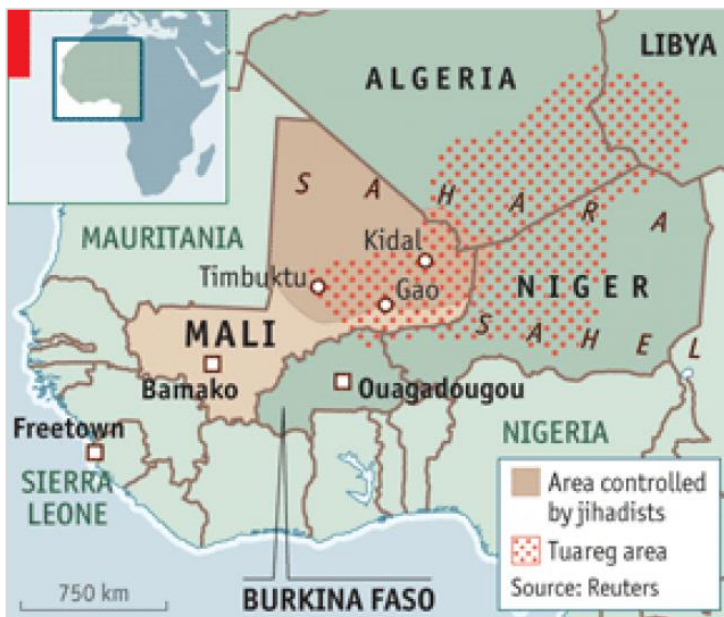 LIBYA
ALGERIA
S A H A R A
MAURITANIA
Kidal
Timbuktu
Gao
NIGER
MALI
S A H E L
Bamako
Ouagadougou
Freetown
NIGERIA
SIERRA
LEONE
Area controlled
by jihadists
Tuareg area
Source: Reuters
750 km
BURKINA FASO